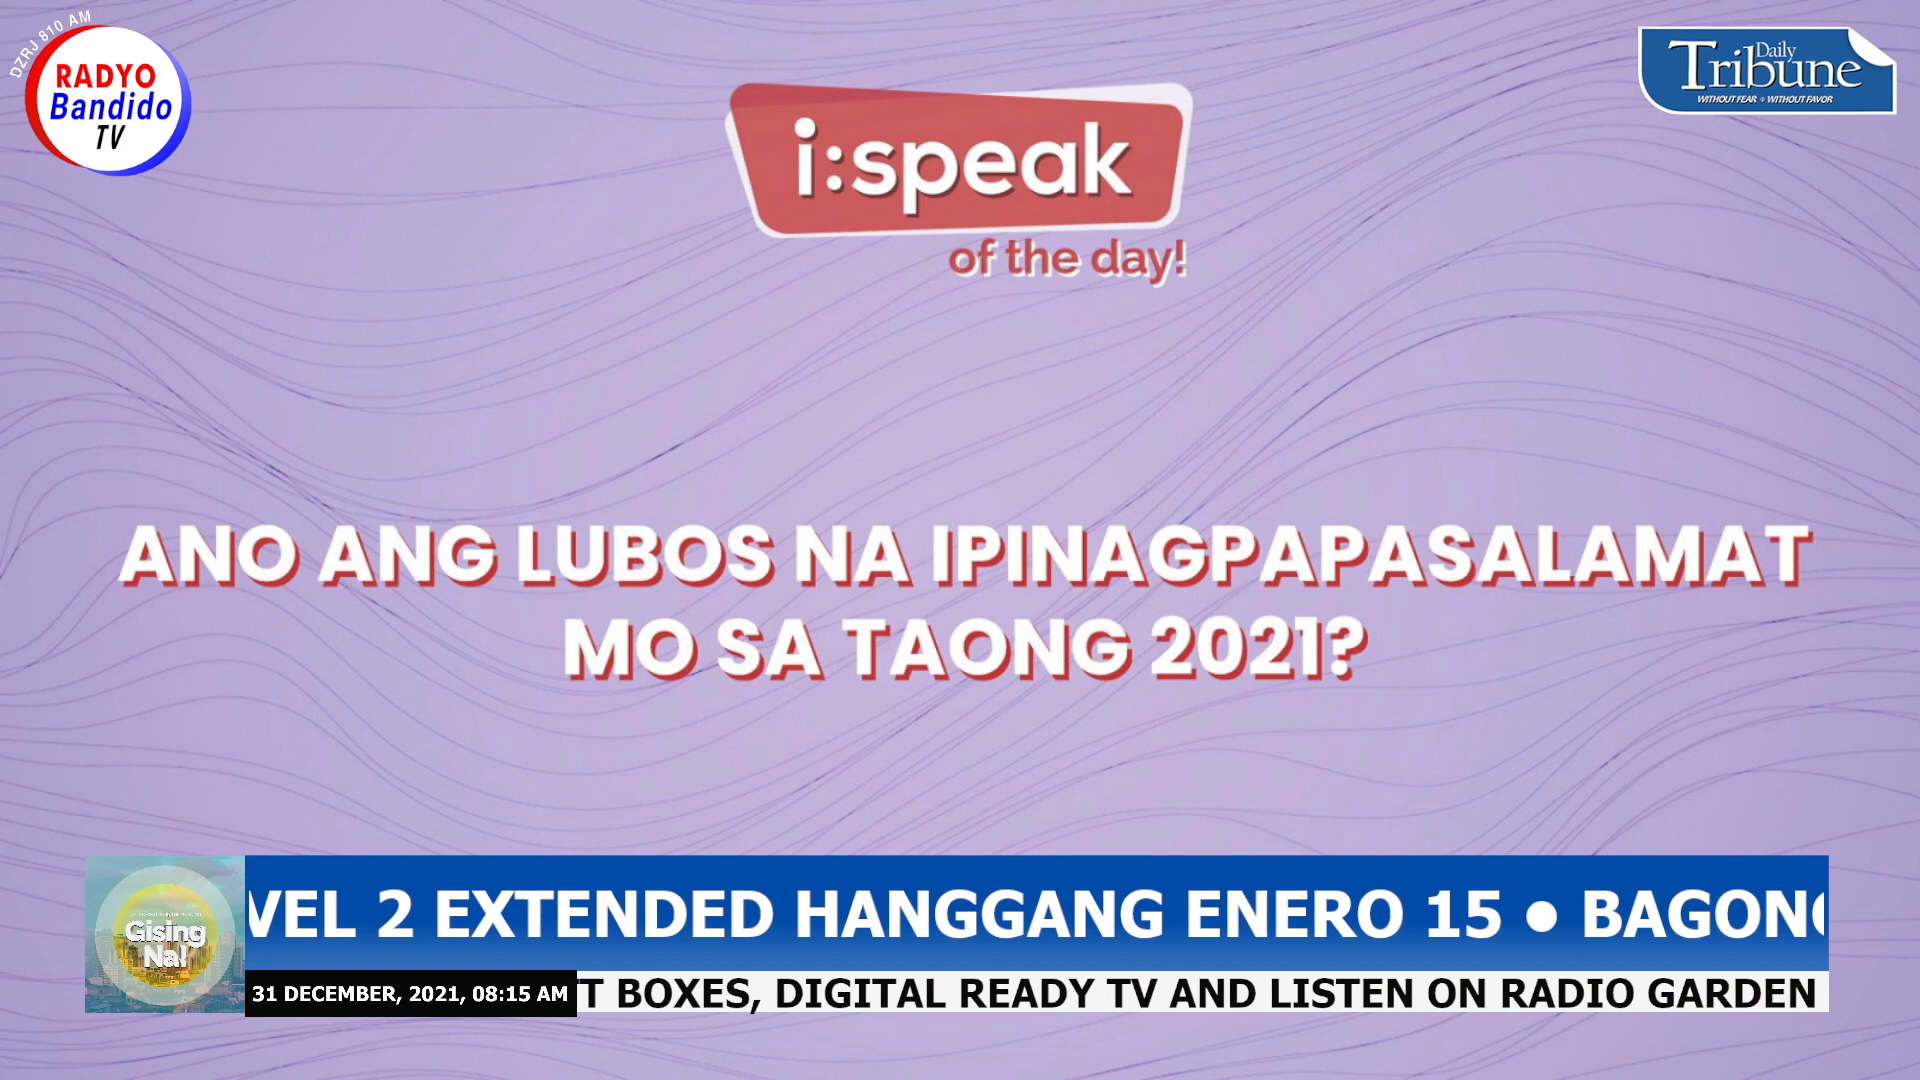 DZRJ 810 AM
RADYO
Bandido
TV
Daily
Tribune
WITHOUT FEAR • WITHOUT FAVOR
i:speak
of the day!
ANO ANG LUBOS NA IPINAGPAPASALAMAT
MO SA TAONG 2021?
Gising
Na!
VEL 2 EXTENDED HANGGANG ENERO 15 • BAGONG
31 DECEMBER, 2021, 08:15 AM
T BOXES, DIGITAL READY TV AND LISTEN ON RADIO GARDEN